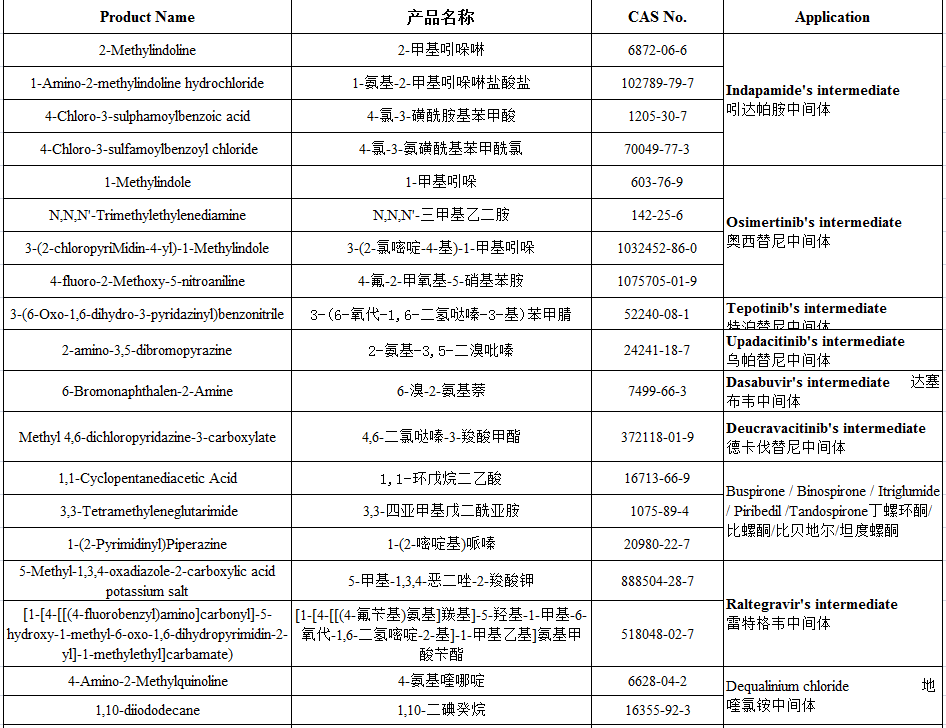 Product Name 产品名称 CAS No. Application
2-Methylindoline 2-甲基吲哚啉 6872-06-6
1-Amino-2-methylindoline hydrochloride 1-氨基-2-甲基吲哚啉盐酸盐 102789-79-7
Indapamide's intermediate
吲达帕胺中间体
4-Chloro-3-sulphamoylbenzoic acid 4-氯-3-磺酰胺基苯甲酸 1205-30-7
4-Chloro-3-sulfamoylbenzoyl chloride 4-氯-3-氨磺酰基苯甲酰氯 70049-77-3
1-Methylindole 1-甲基吲哚 603-76-9
N,N,N'-Trimethylethylenediamine N,N,N'-三甲基乙二胺 142-25-6
Osimertinib's intermediate
奥西替尼中间体
3-(2-chloropyriMidin-4-yl)-1-Methylindole 3-(2-氯嘧啶-4-基)-1-甲基吲哚 1032452-86-0
4-fluoro-2-Methoxy-5-nitroaniline 4-氟-2-甲氧基-5-硝基苯胺 1075705-01-9
3-(6-Oxo-1,6-dihydro-3-pyridazinyl)benzonitrile 3-(6-氧代-1,6-二氢哒嗪-3-基)苯甲腈 52240-08-1
Tepotinib's intermediate
特泊替尼中间体
2-amino-3,5-dibromopyrazine 2-氨基-3,5-二溴吡嗪 24241-18-7
Upadacitinib's intermediate
乌帕替尼中间体
6-Bromonaphthalen-2-Amine 6-溴-2-氨基萘 7499-66-3
Dasabuvir's intermediate 达塞
布韦中间体
Methyl 4,6-dichloropyridazine-3-carboxylate 4,6-二氯哒嗪-3-羧酸甲酯 372118-01-9
Deucravacitinib's intermediate
德卡伐替尼中间体
1,1-Cyclopentanediacetic Acid 1,1-环戊烷二乙酸 16713-66-9
3,3-Tetramethyleneglutarimide 3,3-四亚甲基戊二酰亚胺 1075-89-4
Buspirone / Binospirone / Itriglumide
/ Piribedil /Tandospirone丁螺环酮/
比螺酮/比贝地尔/坦度螺酮
1-(2-Pyrimidinyl)Piperazine 1-(2-嘧啶基)哌嗪 20980-22-7
5-Methyl-1,3,4-oxadiazole-2-carboxylic acid
potassium salt
5-甲基-1,3,4-恶二唑-2-羧酸钾 888504-28-7
Raltegravir's intermediate
雷特格韦中间体
[1-[4-[[(4-fluorobenzyl)amino]carbonyl]-5-
hydroxy-1-methyl-6-oxo-1,6-dihydropyrimidin-2-
yl]-1-methylethyl]carbamate)
[1-[4-[[(4-氟苄基)氨基]羰基]-5-羟基-1-甲基-6-
氧代-1,6-二氢嘧啶-2-基]-1-甲基乙基]氨基甲
酸苄酯
518048-02-7
4-Amino-2-Methylquinoline 4-氨基喹哪啶 6628-04-2
Dequalinium chloride 地
喹氯铵中间体
1,10-diiododecane 1,10-二碘癸烷 16355-92-3